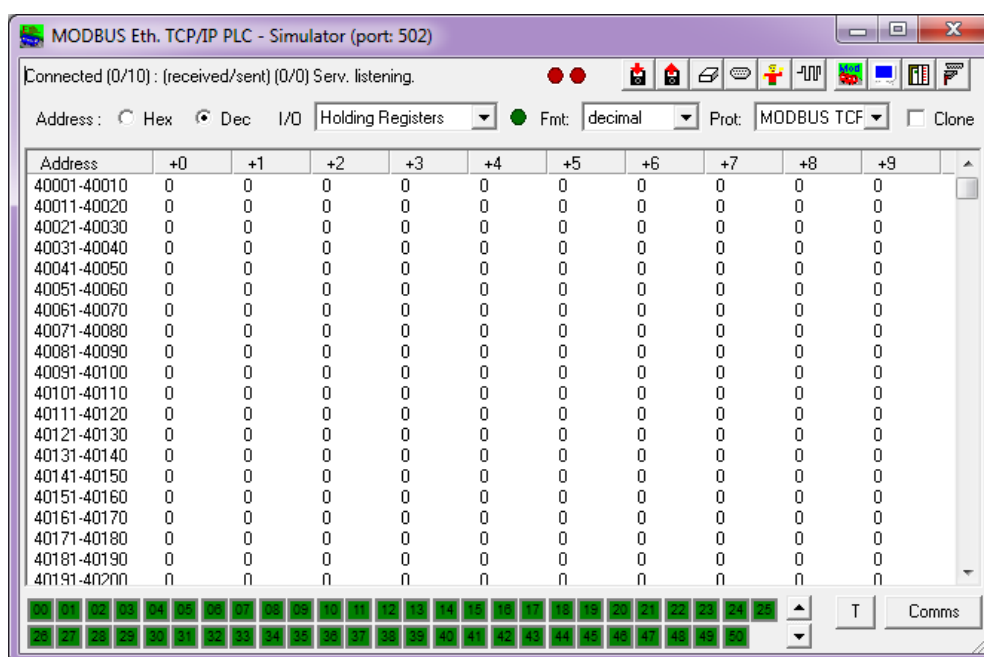 MODBUS Eth. TCP/IP PLC - Simulator (port: 502)
Connected (0/10) : (received/sent) (0/0) Serv. listening.
Address : Hex Dec I/O Holding Registers Fmt: decimal Prot: MODBUS TCP Clone
Address +0 +1 +2 +3 +4 +5 +6 +7 +8 +9
40001-40010 0 0 0 0 0 0 0 0 0 0
40011-40020 0 0 0 0 0 0 0 0 0 0
40021-40030 0 0 0 0 0 0 0 0 0 0
40031-40040 0 0 0 0 0 0 0 0 0 0
40041-40050 0 0 0 0 0 0 0 0 0 0
40051-40060 0 0 0 0 0 0 0 0 0 0
40061-40070 0 0 0 0 0 0 0 0 0 0
40071-40080 0 0 0 0 0 0 0 0 0 0
40081-40090 0 0 0 0 0 0 0 0 0 0
40091-40100 0 0 0 0 0 0 0 0 0 0
40101-40110 0 0 0 0 0 0 0 0 0 0
40111-40120 0 0 0 0 0 0 0 0 0 0
40121-40130 0 0 0 0 0 0 0 0 0 0
40131-40140 0 0 0 0 0 0 0 0 0 0
40141-40150 0 0 0 0 0 0 0 0 0 0
40151-40160 0 0 0 0 0 0 0 0 0 0
40161-40170 0 0 0 0 0 0 0 0 0 0
40171-40180 0 0 0 0 0 0 0 0 0 0
40181-40190 0 0 0 0 0 0 0 0 0 0
40191-40200 0 0 0 0 0 0 0 0 0 0
00 01 02 03 04 05 06 07 08 09 10 11 12 13 14 15 16 17 18 19 20 21 22 23 24 25 T Comms
26 27 28 29 30 31 32 33 34 35 36 37 38 39 40 41 42 43 44 45 46 47 48 49 50